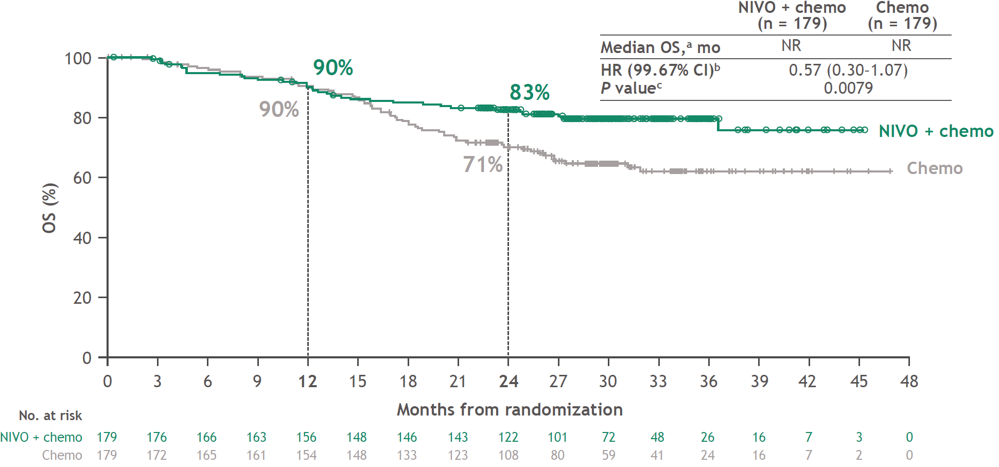 NIVO + chemo Chemo
(n = 179) (n = 179)
Median OS,ᵃ mo NR NR
HR (99.67% CI)ᵇ 0.57 (0.30-1.07)
P valueᶜ 0.0079
100
80
60
40
20
0
OS (%)
90%
90%
83%
71%
NIVO + chemo
Chemo
0 3 6 9 12 15 18 21 24 27 30 33 36 39 42 45 48
Months from randomization
No. at risk
NIVO + chemo 179 176 166 163 156 148 146 143 122 101 72 48 26 16 7 3 0
Chemo 179 172 165 161 154 148 133 123 108 80 59 41 24 16 7 2 0